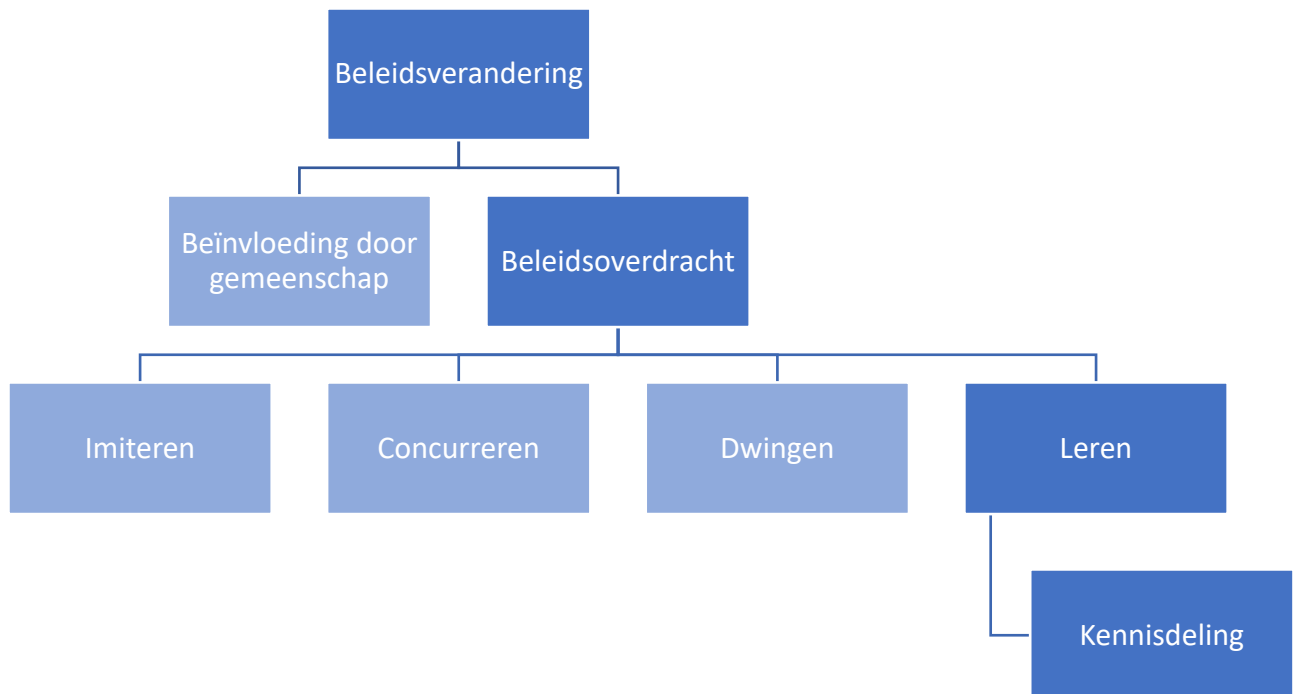 Beleidsverandering
Beïnvloeding door
gemeenschap
Beleidsoverdracht
Imiteren
Concurreren
Dwingen
Leren
Kennisdeling